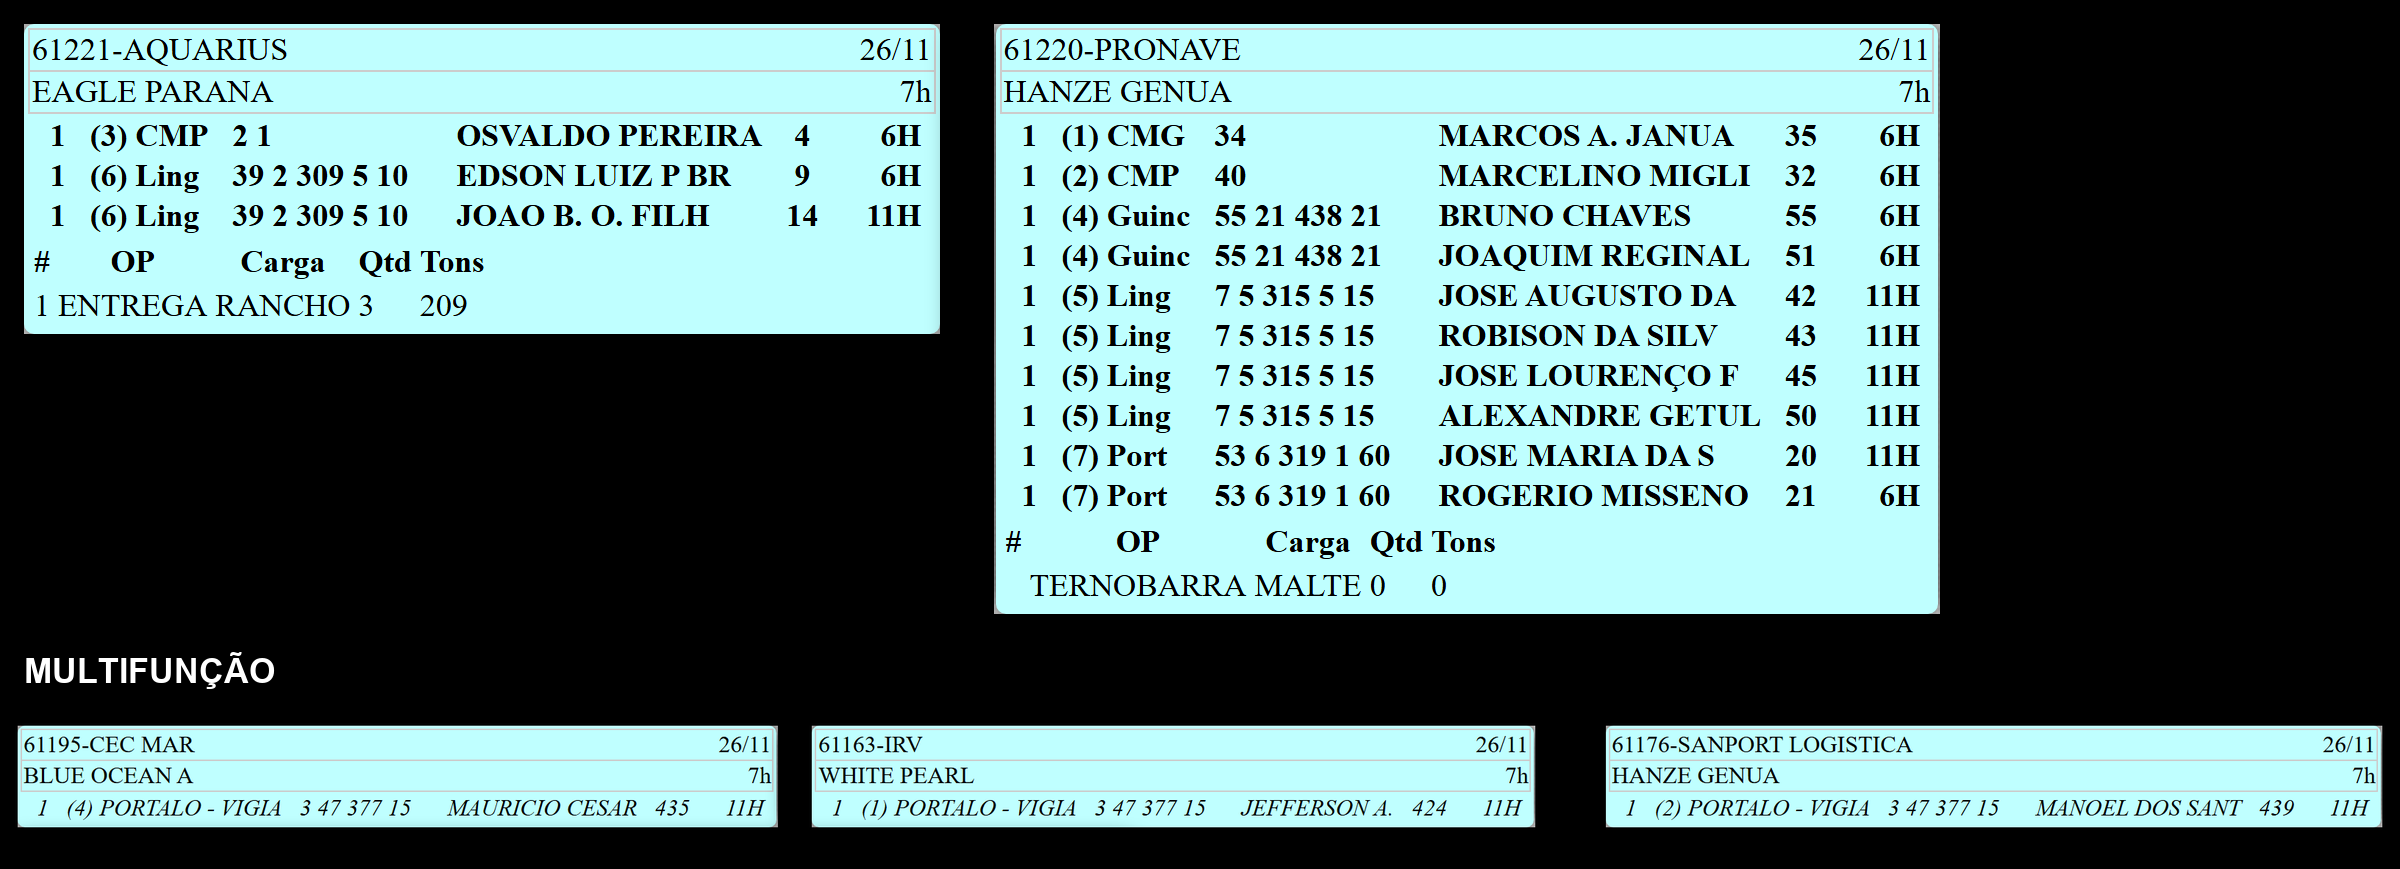 61221-AQUARIUS 26/11
EAGLE PARANA 7h
1 (3) CMP 2 1 OSVALDO PEREIRA 4 6H
1 (6) Ling 39 2 309 5 10 EDSON LUIZ P BR 9 6H
1 (6) Ling 39 2 309 5 10 JOAO B. O. FILH 14 11H
# OP Carga Qtd Tons
1 ENTREGA RANCHO 3 209
61220-PRONAVE 26/11
HANZE GENUA 7h
1 (1) CMG 34 MARCOS A. JANUA 35 6H
1 (2) CMP 40 MARCELINO MIGLI 32 6H
1 (4) Guinc 55 21 438 21 BRUNO CHAVES 55 6H
1 (4) Guinc 55 21 438 21 JOAQUIM REGINAL 51 6H
1 (5) Ling 7 5 315 5 15 JOSE AUGUSTO DA 42 11H
1 (5) Ling 7 5 315 5 15 ROBISON DA SILV 43 11H
1 (5) Ling 7 5 315 5 15 JOSE LOURENÇO F 45 11H
1 (5) Ling 7 5 315 5 15 ALEXANDRE GETUL 50 11H
1 (7) Port 53 6 319 1 60 JOSE MARIA DA S 20 11H
1 (7) Port 53 6 319 1 60 ROGERIO MISSENO 21 6H
# OP Carga Qtd Tons
TERNOBARRA MALTE 0 0
MULTIFUNÇÃO
61195-CEC MAR 26/11
BLUE OCEAN A 7h
1 (4) PORTALO - VIGIA 3 47 377 15 MAURICIO CESAR 435 11H
61163-IRV 26/11
WHITE PEARL 7h
1 (1) PORTALO - VIGIA 3 47 377 15 JEFFERSON A. 424 11H
61176-SANPORT LOGISTICA 26/11
HANZE GENUA 7h
1 (2) PORTALO - VIGIA 3 47 377 15 MANOEL DOS SANT 439 11H